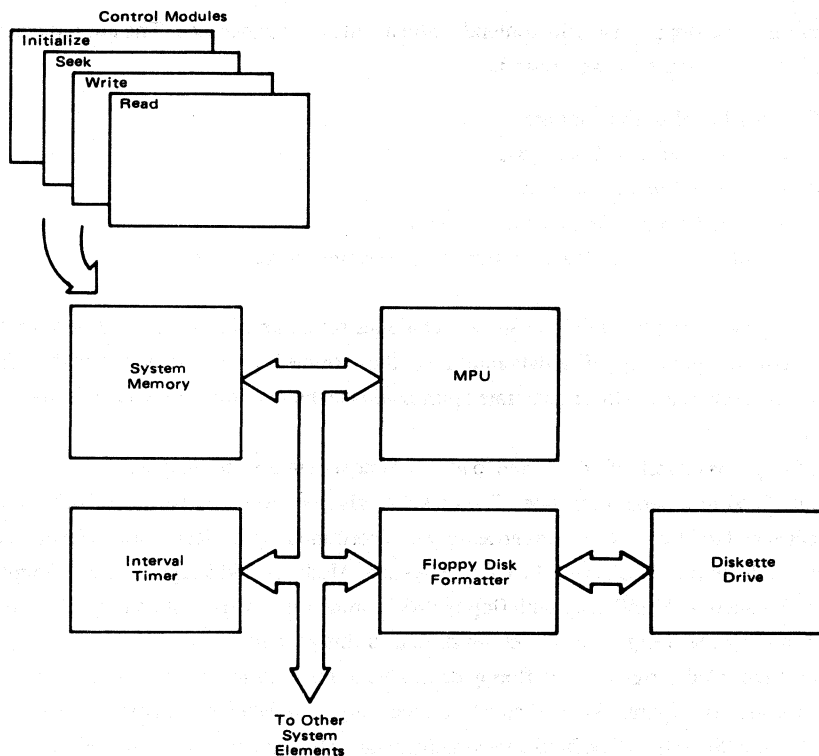 Control Modules
Initialize
Seek
Write
Read
System
Memory
MPU
Interval
Timer
Floppy Disk
Formatter
Diskette
Drive
To Other
System
Elements